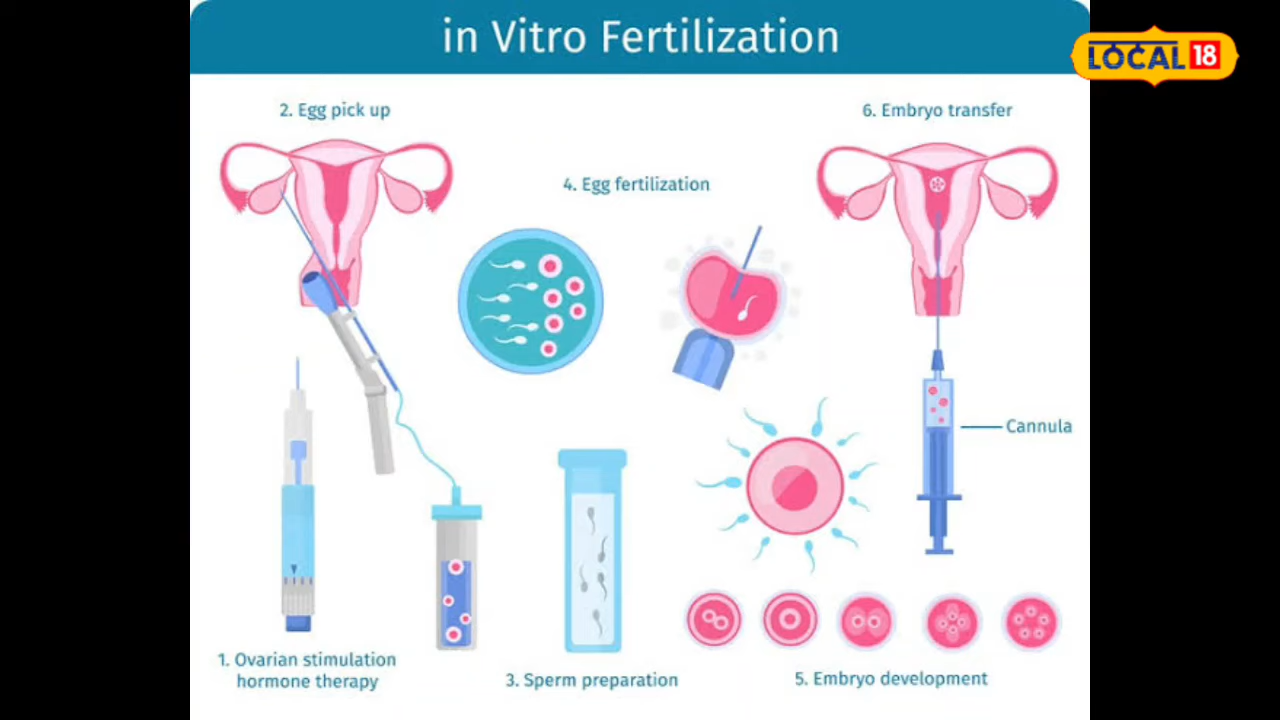 in Vitro Fertilization
LOCAL 18
2. Egg pick up
6. Embryo transfer
4. Egg fertilization
Cannula
1. Ovarian stimulation
hormone therapy
3. Sperm preparation
5. Embryo development